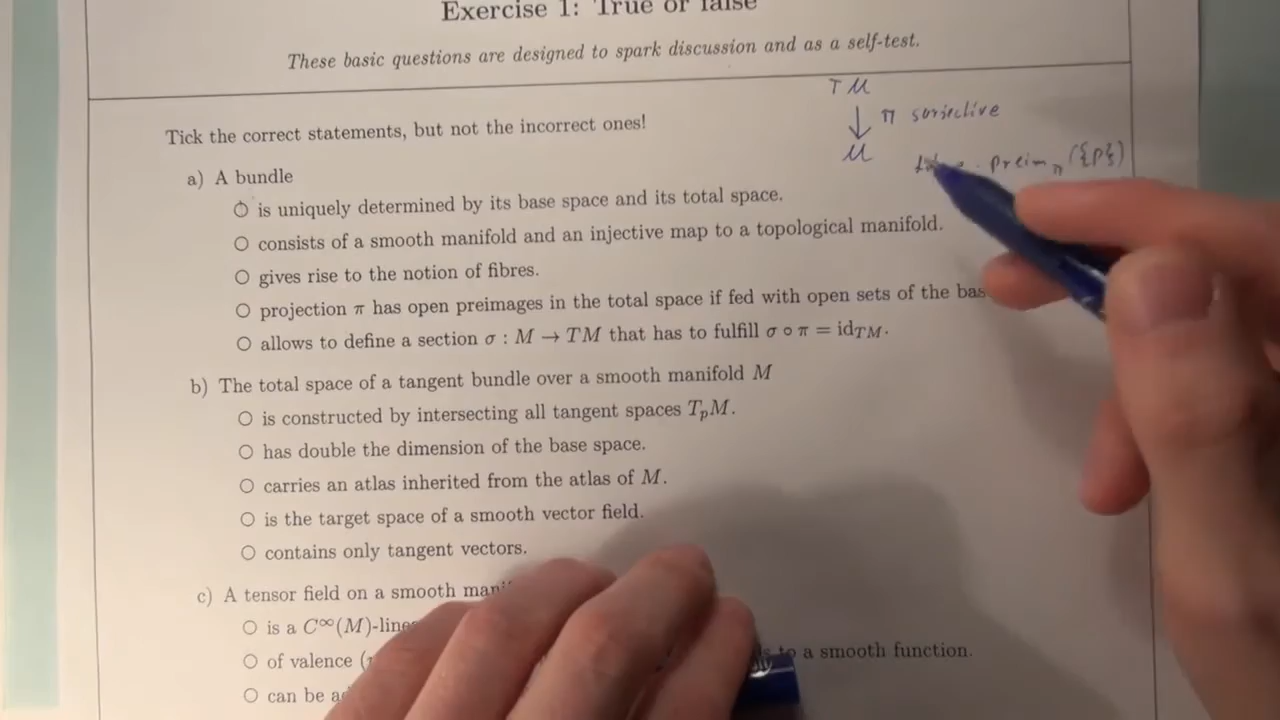 Exercise 1: True or false
These basic questions are designed to spark discussion and as a self-test.
TM
↓ π surjective
M
preim_π({p})
Tick the correct statements, but not the incorrect ones!
a) A bundle
○ is uniquely determined by its base space and its total space.
○ consists of a smooth manifold and an injective map to a topological manifold.
○ gives rise to the notion of fibres.
○ projection π has open preimages in the total space if fed with open sets of the
○ allows to define a section σ : M → TM that has to fulfill σ ∘ π = id_{TM}.
b) The total space of a tangent bundle over a smooth manifold M
○ is constructed by intersecting all tangent spaces T_pM.
○ has double the dimension of the base space.
○ carries an atlas inherited from the atlas of M.
○ is the target space of a smooth vector field.
○ contains only tangent vectors.
c) A tensor field on a smooth
○ is a C^∞(M)-
to a smooth function.
○ of valence
○ can be